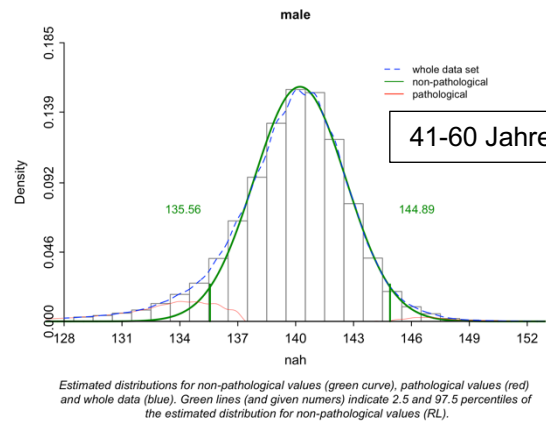 male
0.185
0.139
0.092
0.046
0.000
Density
whole data set
non-pathological
pathological
41-60 Jahre
135.56
144.89
128 131 134 137 140 143 146 149 152
nah
Estimated distributions for non-pathological values (green curve), pathological values (red)
and whole data (blue). Green lines (and given numers) indicate 2.5 and 97.5 percentiles of
the estimated distribution for non-pathological values (RL).